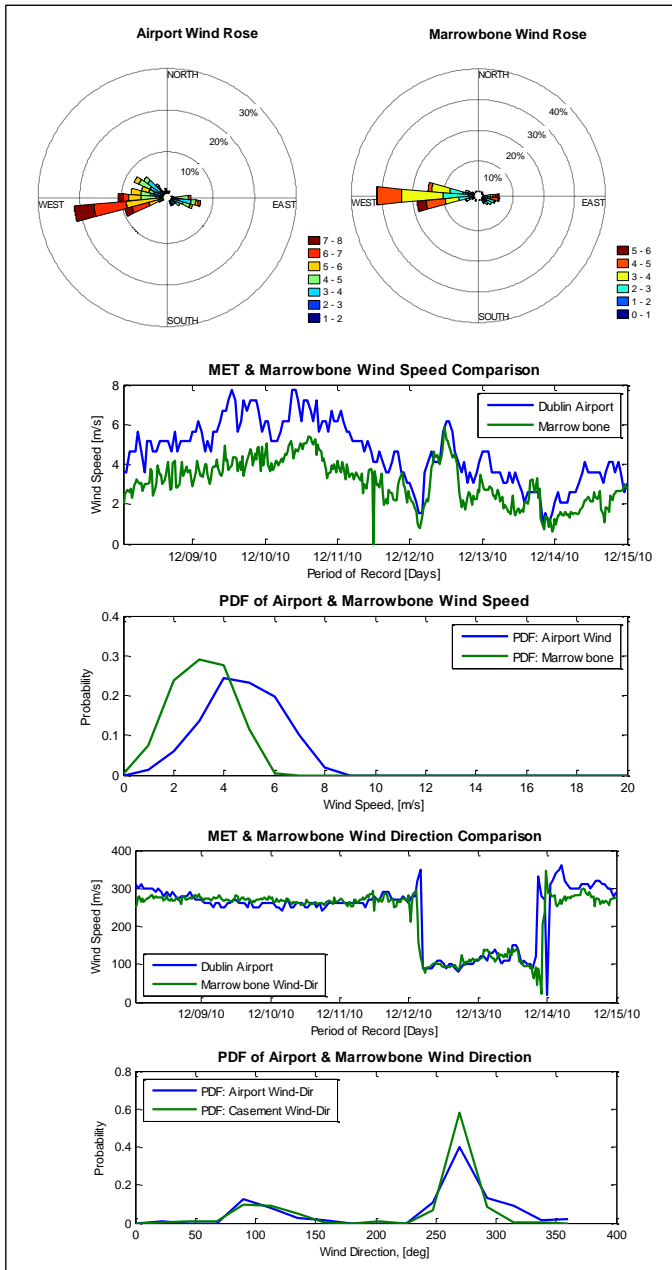 Airport Wind Rose
Marrowbone Wind Rose
NORTH
30%
20%
10%
WEST
EAST
SOUTH
7 - 8
6 - 7
5 - 6
4 - 5
3 - 4
2 - 3
1 - 2
NORTH
40%
30%
20%
10%
WEST
EAST
SOUTH
5 - 6
4 - 5
3 - 4
2 - 3
1 - 2
0 - 1
MET & Marrowbone Wind Speed Comparison
8
6
4
2
0
Wind Speed [m/s]
Dublin Airport
Marrow bone
12/09/10 12/10/10 12/11/10 12/12/10 12/13/10 12/14/10 12/15/10
Period of Record [Days]
PDF of Airport & Marrowbone Wind Speed
0.4
0.3
0.2
0.1
0
Probability
PDF: Airport Wind
PDF: Marrow bone
0 2 4 6 8 10 12 14 16 18 20
Wind Speed, [m/s]
MET & Marrowbone Wind Direction Comparison
400
300
200
100
0
Wind Speed [m/s]
Dublin Airport
Marrow bone Wind-Dir
12/09/10 12/10/10 12/11/10 12/12/10 12/13/10 12/14/10 12/15/10
Period of Record [Days]
PDF of Airport & Marrowbone Wind Direction
0.8
0.6
0.4
0.2
0
Probability
PDF: Airport Wind-Dir
PDF: Casement Wind-Dir
0 50 100 150 200 250 300 350 400
Wind Direction, [deg]